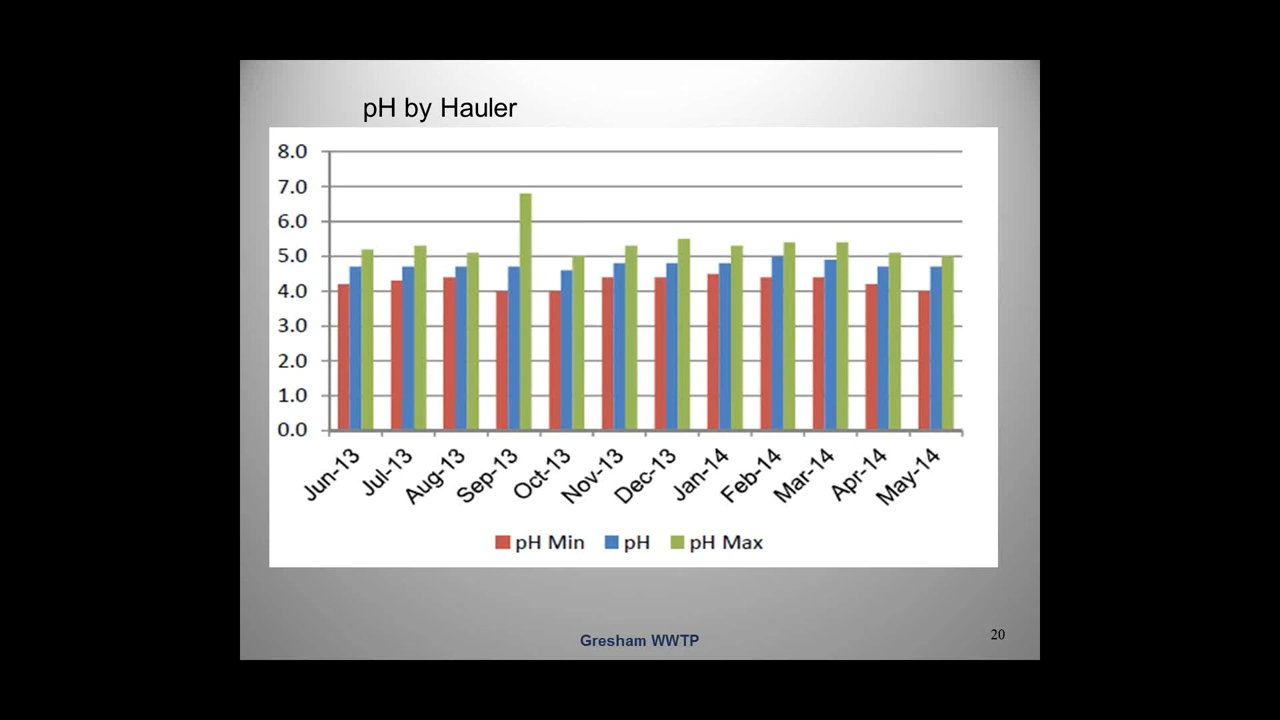 pH by Hauler
8.0
7.0
6.0
5.0
4.0
3.0
2.0
1.0
0.0
Jun-13 Jul-13 Aug-13 Sep-13 Oct-13 Nov-13 Dec-13 Jan-14 Feb-14 Mar-14 Apr-14 May-14
pH Min pH pH Max
Gresham WWTP
20